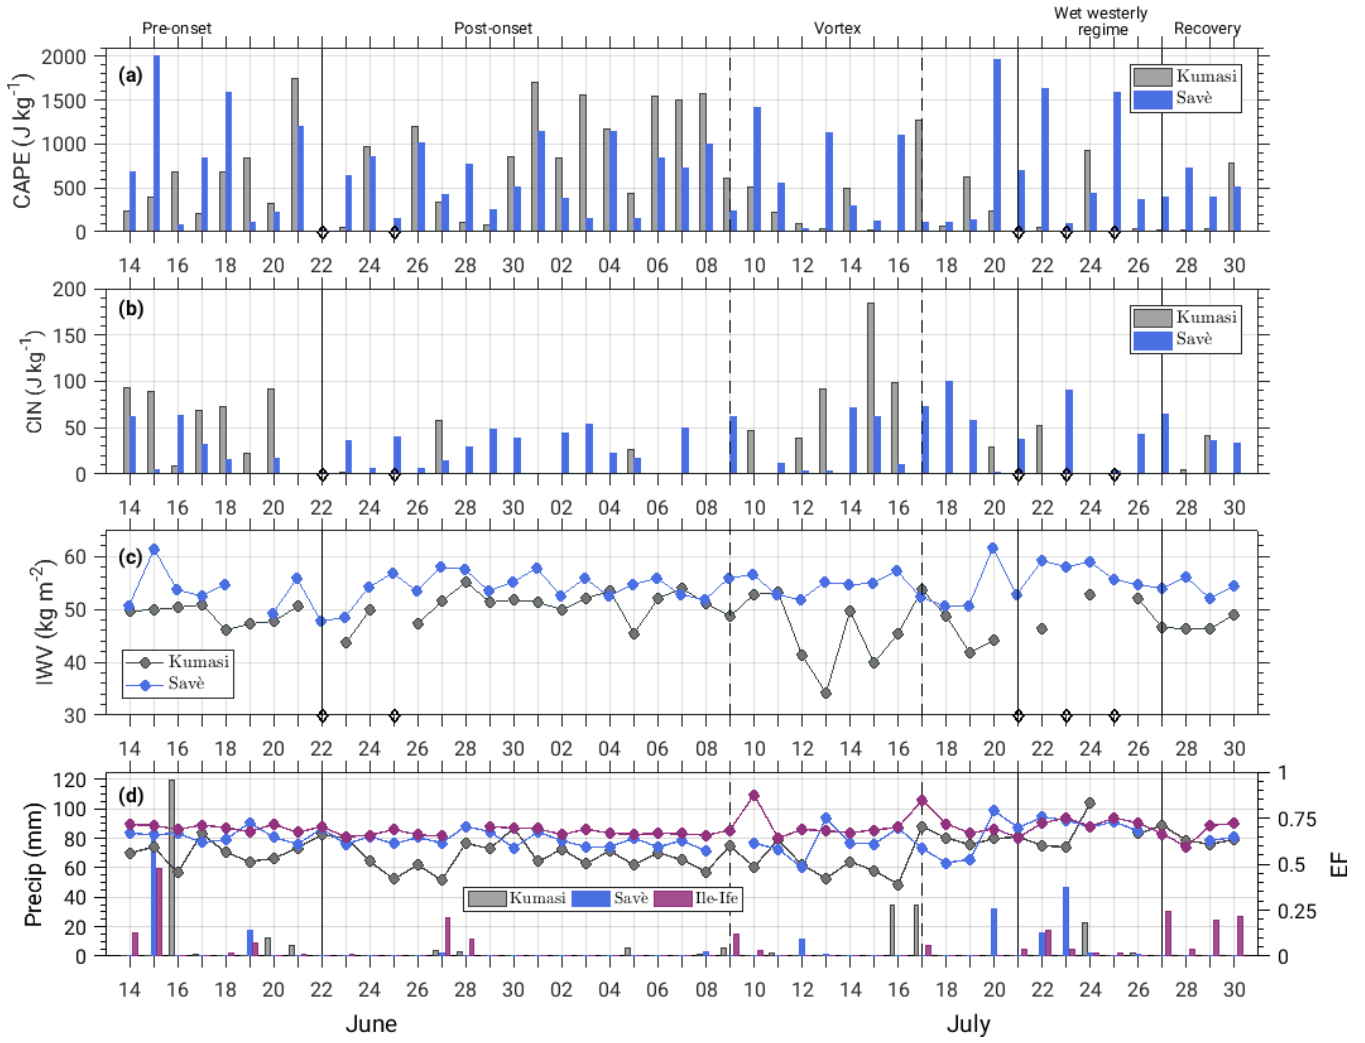 Pre-onset
Post-onset
Vortex
Wet westerly
regime
Recovery
(a)
CAPE (J kg⁻¹)
2000
1500
1000
500
0
Kumasi
Savè
14 16 18 20 22 24 26 28 30 02 04 06 08 10 12 14 16 18 20 22 24 26 28 30
(b)
CIN (J kg⁻¹)
200
150
100
50
0
Kumasi
Savè
14 16 18 20 22 24 26 28 30 02 04 06 08 10 12 14 16 18 20 22 24 26 28 30
(c)
IWV (kg m⁻²)
60
50
40
30
Kumasi
Savè
14 16 18 20 22 24 26 28 30 02 04 06 08 10 12 14 16 18 20 22 24 26 28 30
(d)
Precip (mm)
120
100
80
60
40
20
0
Kumasi Savè Ile-Ife
1
0.75
0.5
0.25
0
EF
14 16 18 20 22 24 26 28 30 02 04 06 08 10 12 14 16 18 20 22 24 26 28 30
June July